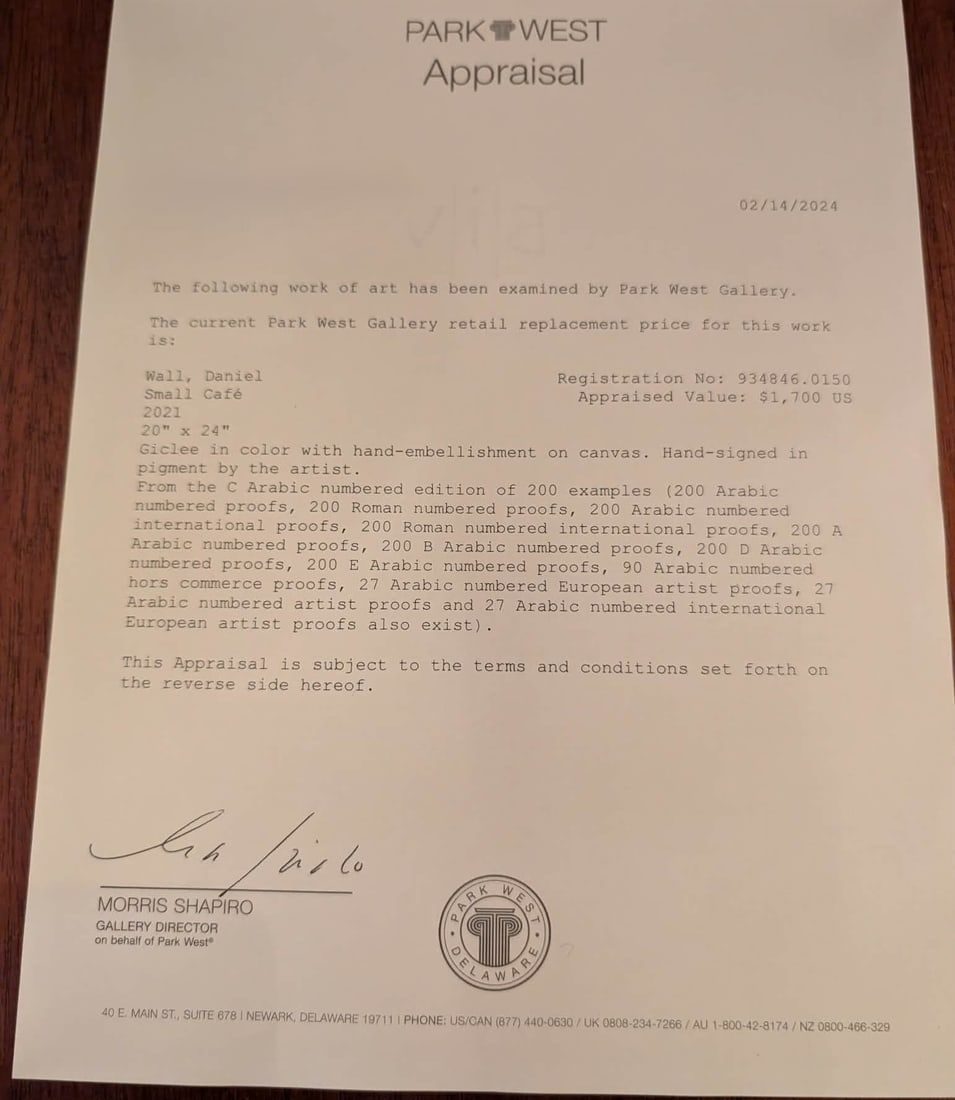 PARK WEST
Appraisal
02/14/2024
The following work of art has been examined by Park West Gallery.
The current Park West Gallery retail replacement price for this work
is:
Wall, Daniel
Registration No: 934846.0150
Small Café
Appraised Value: $1,700 US
2021
20" x 24"
Giclee in color with hand-embellishment on canvas. Hand-signed in
pigment by the artist.
From the C Arabic numbered edition of 200 examples (200 Arabic
numbered proofs, 200 Roman numbered proofs, 200 Arabic numbered
international proofs, 200 Roman numbered international proofs, 200 A
Arabic numbered proofs, 200 B Arabic numbered proofs, 200 D Arabic
numbered proofs, 200 E Arabic numbered proofs, 90 Arabic numbered
hors commerce proofs, 27 Arabic numbered European artist proofs, 27
Arabic numbered artist proofs and 27 Arabic numbered international
European artist proofs also exist).
This Appraisal is subject to the terms and conditions set forth on
the reverse side hereof.
MORRIS SHAPIRO
GALLERY DIRECTOR
on behalf of Park West®
PARK WEST
DELAWARE
40 E. MAIN ST., SUITE 678 | NEWARK, DELAWARE 19711 | PHONE: US/CAN (877) 440-0630 / UK 0808-234-7266 / AU 1-800-42-8174 / NZ 0800-466-329